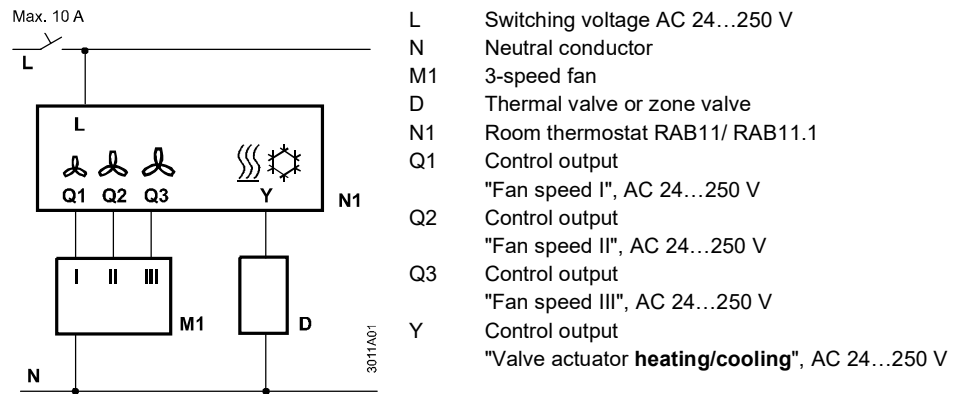 Max. 10 A
L
L
Q1 Q2 Q3 Y
N1
I II III
M1
D
3011A01
N
L Switching voltage AC 24…250 V
N Neutral conductor
M1 3-speed fan
D Thermal valve or zone valve
N1 Room thermostat RAB11/ RAB11.1
Q1 Control output
"Fan speed I", AC 24…250 V
Q2 Control output
"Fan speed II", AC 24…250 V
Q3 Control output
"Fan speed III", AC 24…250 V
Y Control output
"Valve actuator heating/cooling", AC 24…250 V